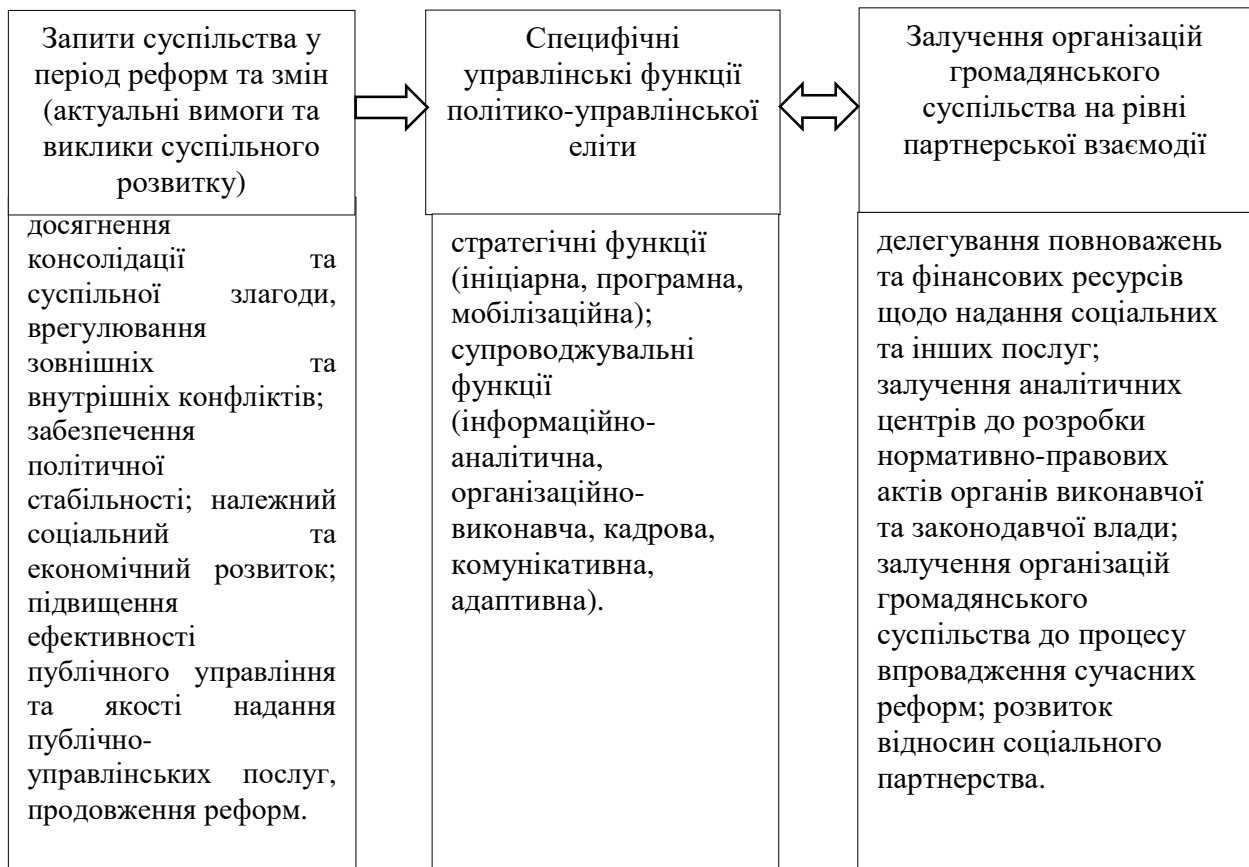 Запити суспільства у
період реформ та змін
(актуальні вимоги та
виклики суспільного
розвитку)
досягнення
консолідації та
суспільної злагоди,
врегулювання
зовнішніх та
внутрішніх конфліктів;
забезпечення
політичної
стабільності; належний
соціальний та
економічний розвиток;
підвищення
ефективності
публічного управління
та якості надання
публічно-
управлінських послуг,
продовження реформ.
Специфічні
управлінські функції
політико-управлінської
еліти
стратегічні функції
(ініціарна, програмна,
мобілізаційна);
супроводжувальні
функції
(інформаційно-
аналітична,
організаційно-
виконавча, кадрова,
комунікативна,
адаптивна).
Залучення організацій
громадянського
суспільства на рівні
партнерської взаємодії
делегування повноважень
та фінансових ресурсів
щодо надання соціальних
та інших послуг;
залучення аналітичних
центрів до розробки
нормативно-правових
актів органів виконавчої
та законодавчої влади;
залучення організацій
громадянського
суспільства до процесу
впровадження сучасних
реформ; розвиток
відносин соціального
партнерства.